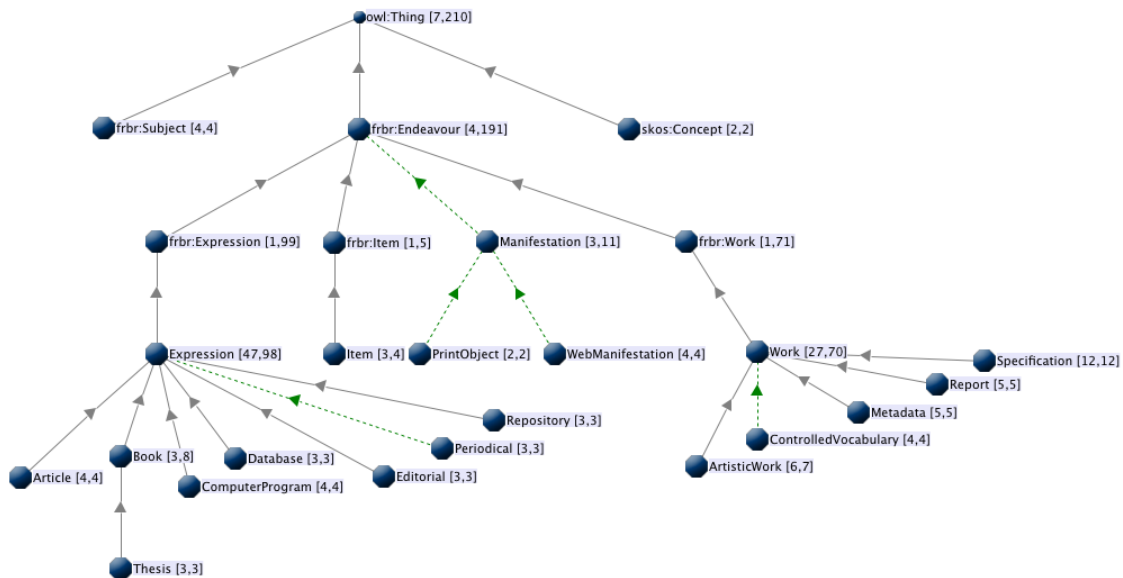 owl:Thing [7,210]
frbr:Subject [4,4]
frbr:Endeavour [4,191]
skos:Concept [2,2]
frbr:Expression [1,99]
frbr:Item [1,5]
Manifestation [3,11]
frbr:Work [1,71]
Expression [47,98]
Item [3,4]
PrintObject [2,2]
WebManifestation [4,4]
Work [27,70]
Specification [12,12]
Report [5,5]
Metadata [5,5]
Repository [3,3]
ControlledVocabulary [4,4]
Periodical [3,3]
Book [3,8]
Database [3,3]
ArtisticWork [6,7]
Article [4,4]
Editorial [3,3]
ComputerProgram [4,4]
Thesis [3,3]